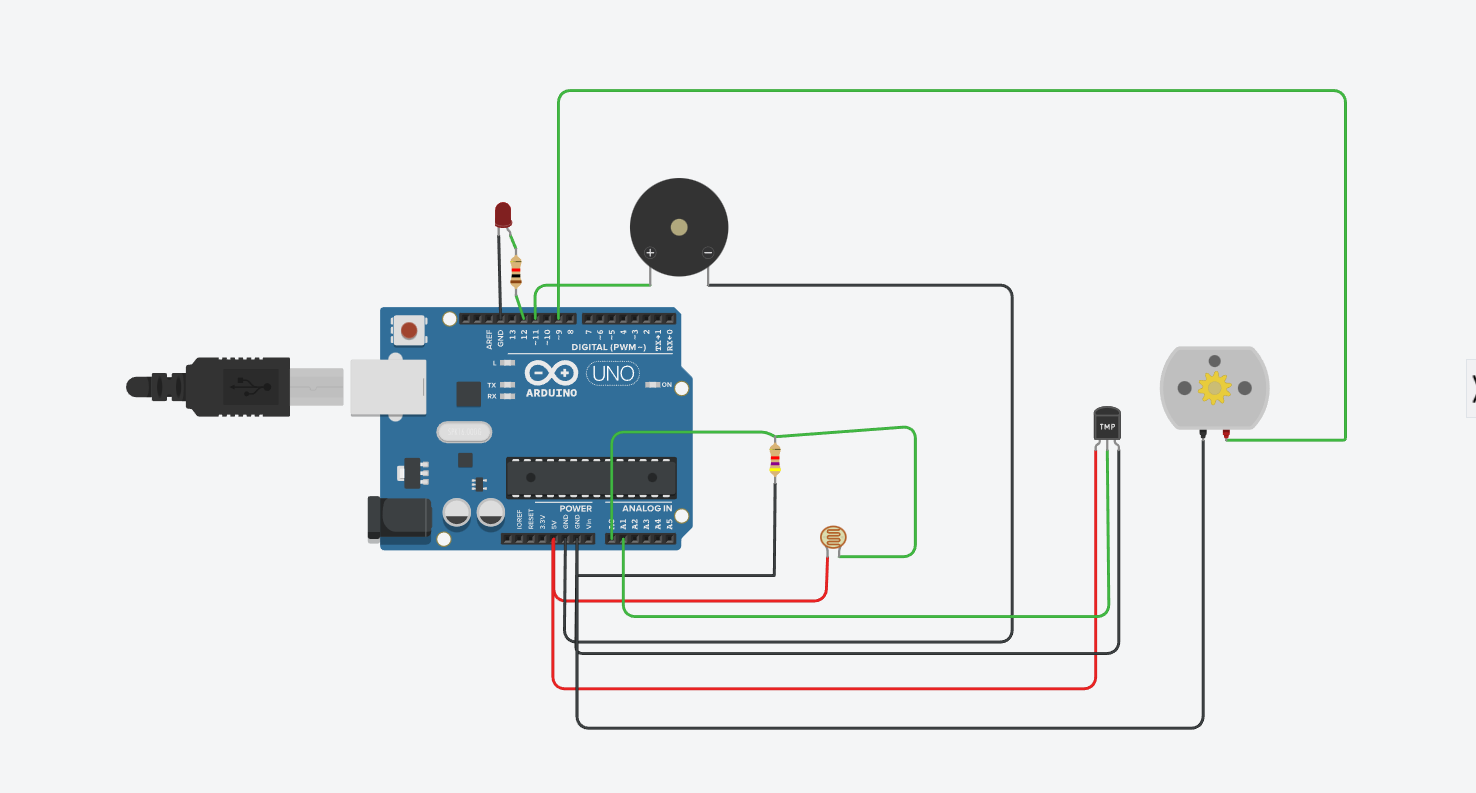 + −
AREF
GND
13
12
~11
~10
~9
8
7
~6
~5
4
~3
2
TX→1
RX←0
DIGITAL (PWM~)
L
TX
RX
ARDUINO
UNO
ON
TMP
POWER
ANALOG IN
IOREF
RESET
3.3V
5V
GND
GND
Vin
A1
A2
A3
A4
A5